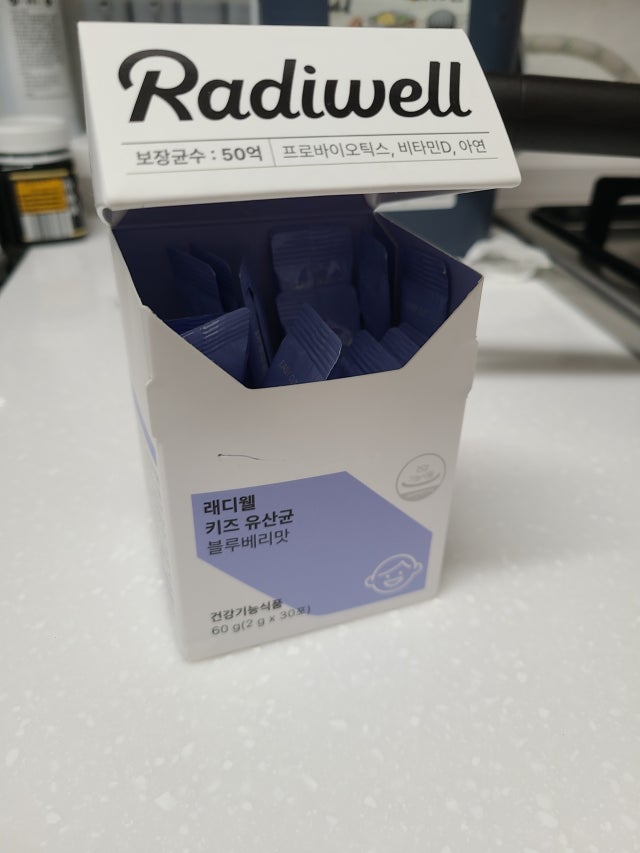 Radiwell
보장균수 : 50억 | 프로바이오틱스, 비타민D, 아연
래디웰
키즈 유산균
블루베리맛
건강기능식품
60 g(2 g x 30포)